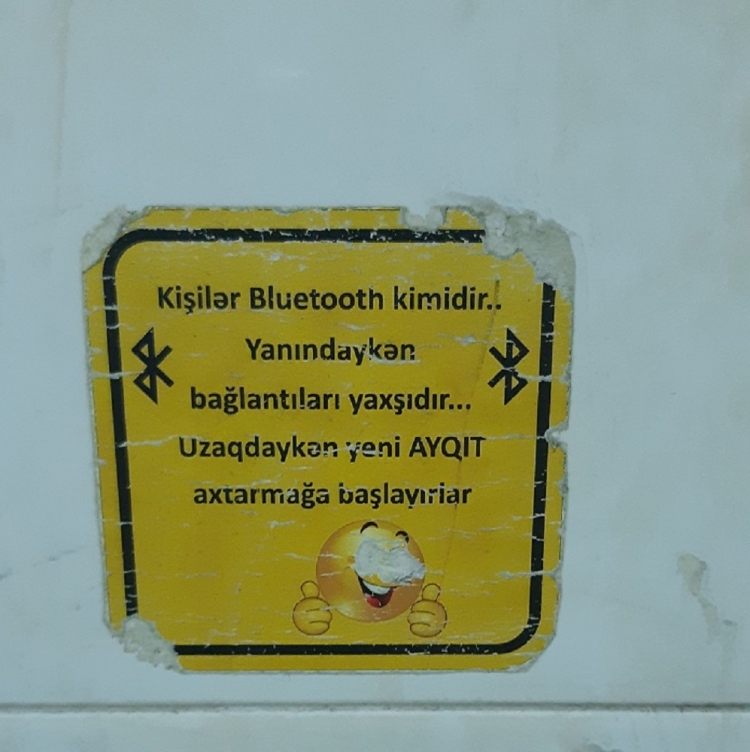 Kişilər Bluetooth kimidir..
Yanındaykən
bağlantıları yaxşıdır...
Uzaqdaykən yeni AYQIT
axtarmağa başlayırlar